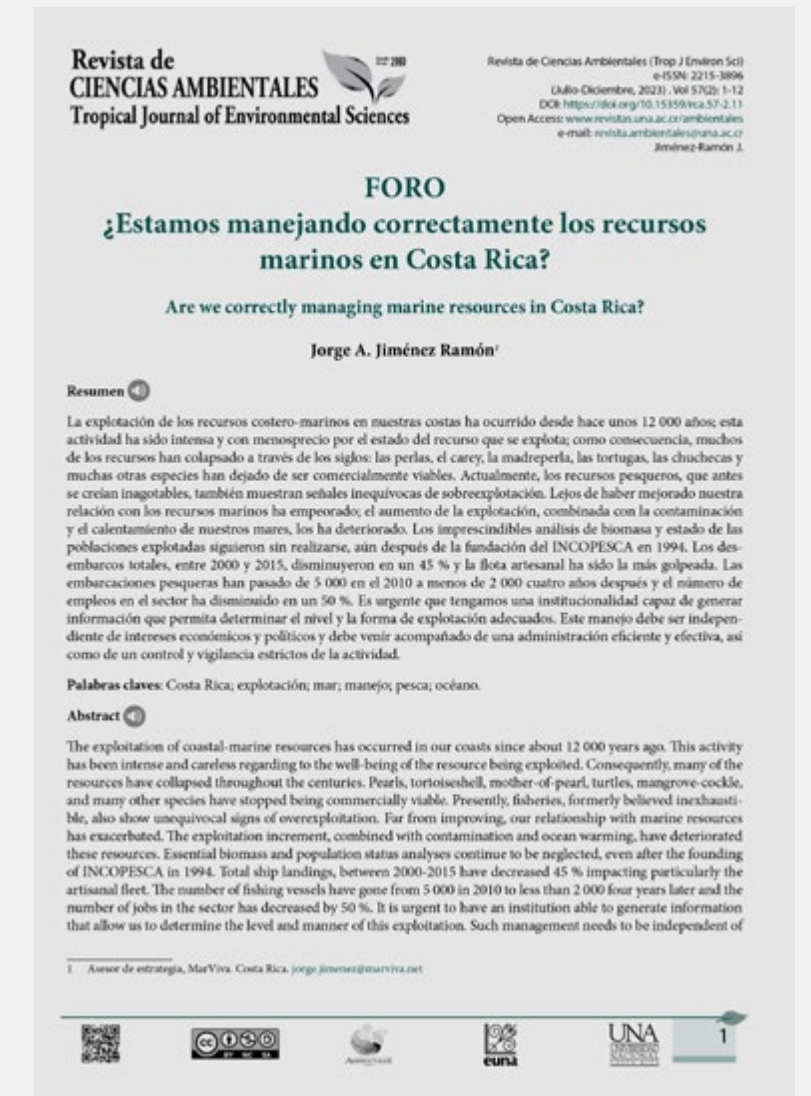 Revista de
CIENCIAS AMBIENTALES
Tropical Journal of Environmental Sciences
Revista de Ciencias Ambientales (Trop J Environ Sci)
e-ISSN: 2215-3896
(Julio-Diciembre, 2023) . Vol 57(2): 1-12
DOI: https://doi.org/10.15359/rca.57-2.11
Open Access: www.revistas.una.ac.cr/ambientales
e-mail: revista.ambientales@una.ac.cr
Jiménez-Ramón J.
FORO
¿Estamos manejando correctamente los recursos
marinos en Costa Rica?
Are we correctly managing marine resources in Costa Rica?
Jorge A. Jiménez Ramón¹
Resumen
La explotación de los recursos costero-marinos en nuestras costas ha ocurrido desde hace unos 12 000 años; esta
actividad ha sido intensa y con menosprecio por el estado del recurso que se explota; como consecuencia, muchos
de los recursos han colapsado a través de los siglos: las perlas, el carey, la madreperla, las tortugas, las chuchecas y
muchas otras especies han dejado de ser comercialmente viables. Actualmente, los recursos pesqueros, que antes
se creían inagotables, también muestran señales inequívocas de sobreexplotación. Lejos de haber mejorado nuestra
relación con los recursos marinos ha empeorado; el aumento de la explotación, combinada con la contaminación
y el calentamiento de nuestros mares, los ha deteriorado. Los imprescindibles análisis de biomasa y estado de las
poblaciones explotadas siguieron sin realizarse, aún después de la fundación del INCOPESCA en 1994. Los des-
embarcos totales, entre 2000 y 2015, disminuyeron en un 45 % y la flota artesanal ha sido la más golpeada. Las
embarcaciones pesqueras han pasado de 5 000 en el 2010 a menos de 2 000 cuatro años después y el número de
empleos en el sector ha disminuido en un 50 %. Es urgente que tengamos una institucionalidad capaz de generar
información que permita determinar el nivel y la forma de explotación adecuados. Este manejo debe ser indepen-
diente de intereses económicos y políticos y debe venir acompañado de una administración eficiente y efectiva, así
como de un control y vigilancia estrictos de la actividad.
Palabras claves: Costa Rica; explotación; mar; manejo; pesca; océano.
Abstract
The exploitation of coastal-marine resources has occurred in our coasts since about 12 000 years ago. This activity
has been intense and careless regarding to the well-being of the resource being exploited. Consequently, many of the
resources have collapsed throughout the centuries. Pearls, tortoiseshell, mother-of-pearl, turtles, mangrove-cockle,
and many other species have stopped being commercially viable. Presently, fisheries, formerly believed inexhausti-
ble, also show unequivocal signs of overexploitation. Far from improving, our relationship with marine resources
has exacerbated. The exploitation increment, combined with contamination and ocean warming, have deteriorated
these resources. Essential biomass and population status analyses continue to be neglected, even after the founding
of INCOPESCA in 1994. Total ship landings, between 2000-2015 have decreased 45 % impacting particularly the
artisanal fleet. The number of fishing vessels have gone from 5 000 in 2010 to less than 2 000 four years later and the
number of jobs in the sector has decreased by 50 %. It is urgent to have an institution able to generate information
that allow us to determine the level and manner of this exploitation. Such management needs to be independent of
1 Asesor de estrategia, MarViva. Costa Rica. jorge.jimenez@marviva.net
cc
BY NC SA
euna
UNA
UNIVERSIDAD
NACIONAL
1